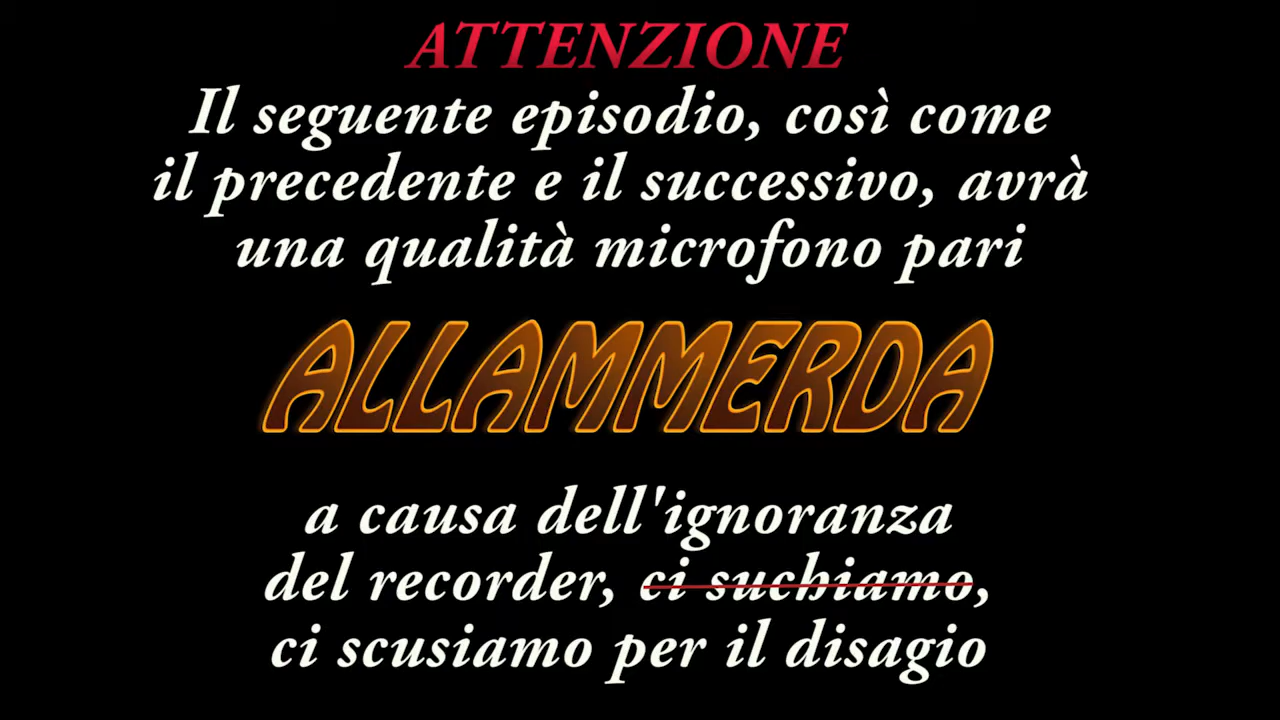 ATTENZIONE
Il seguente episodio, così come
il precedente e il successivo, avrà
una qualità microfono pari
ALLAMMERDA
a causa dell'ignoranza
del recorder, ci suchiamo,
ci scusiamo per il disagio